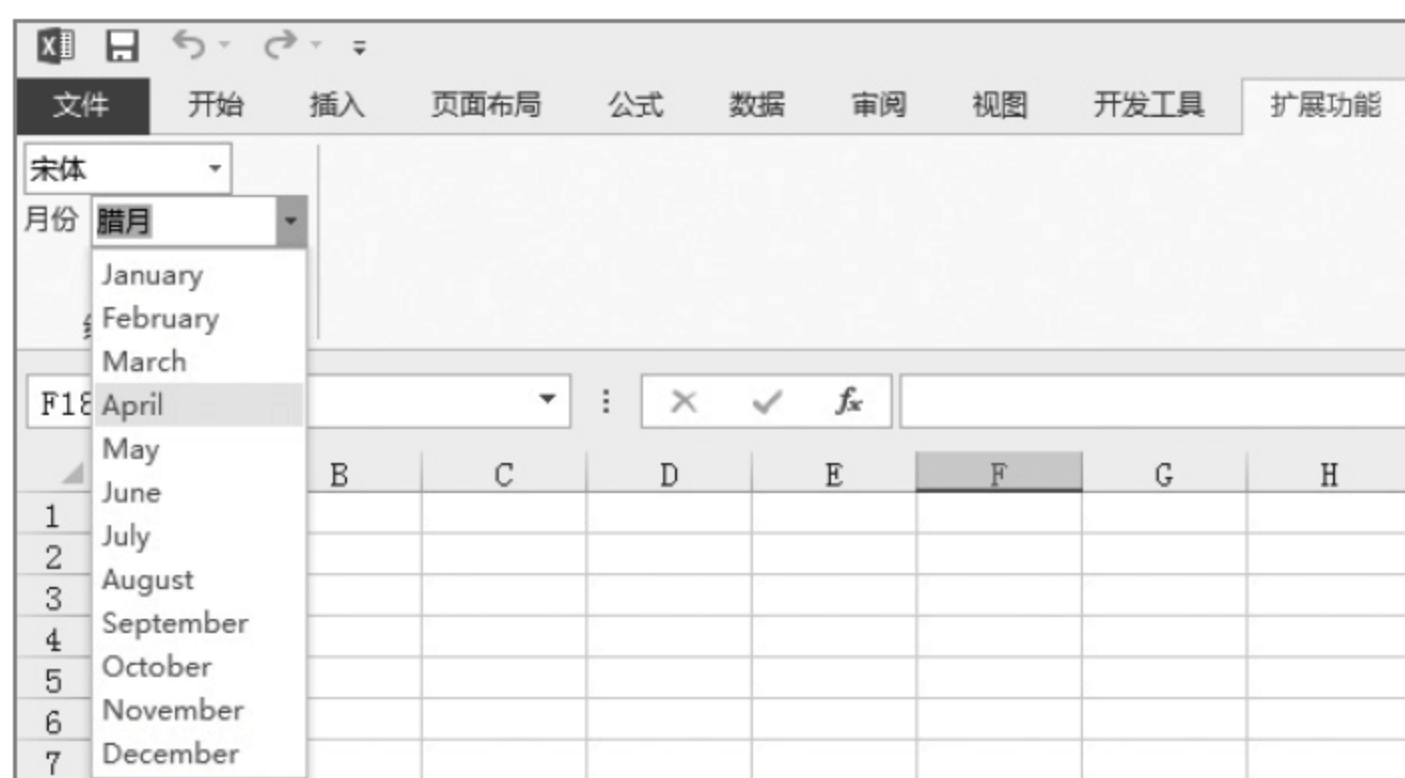 文件 开始 插入 页面布局 公式 数据 审阅 视图 开发工具 扩展功能
宋体
月份 腊月
January
February
March
F18 April
May
B C D E F G H
June
1
July
2
August
3
September
4
October
5
November
6
December
7
fx